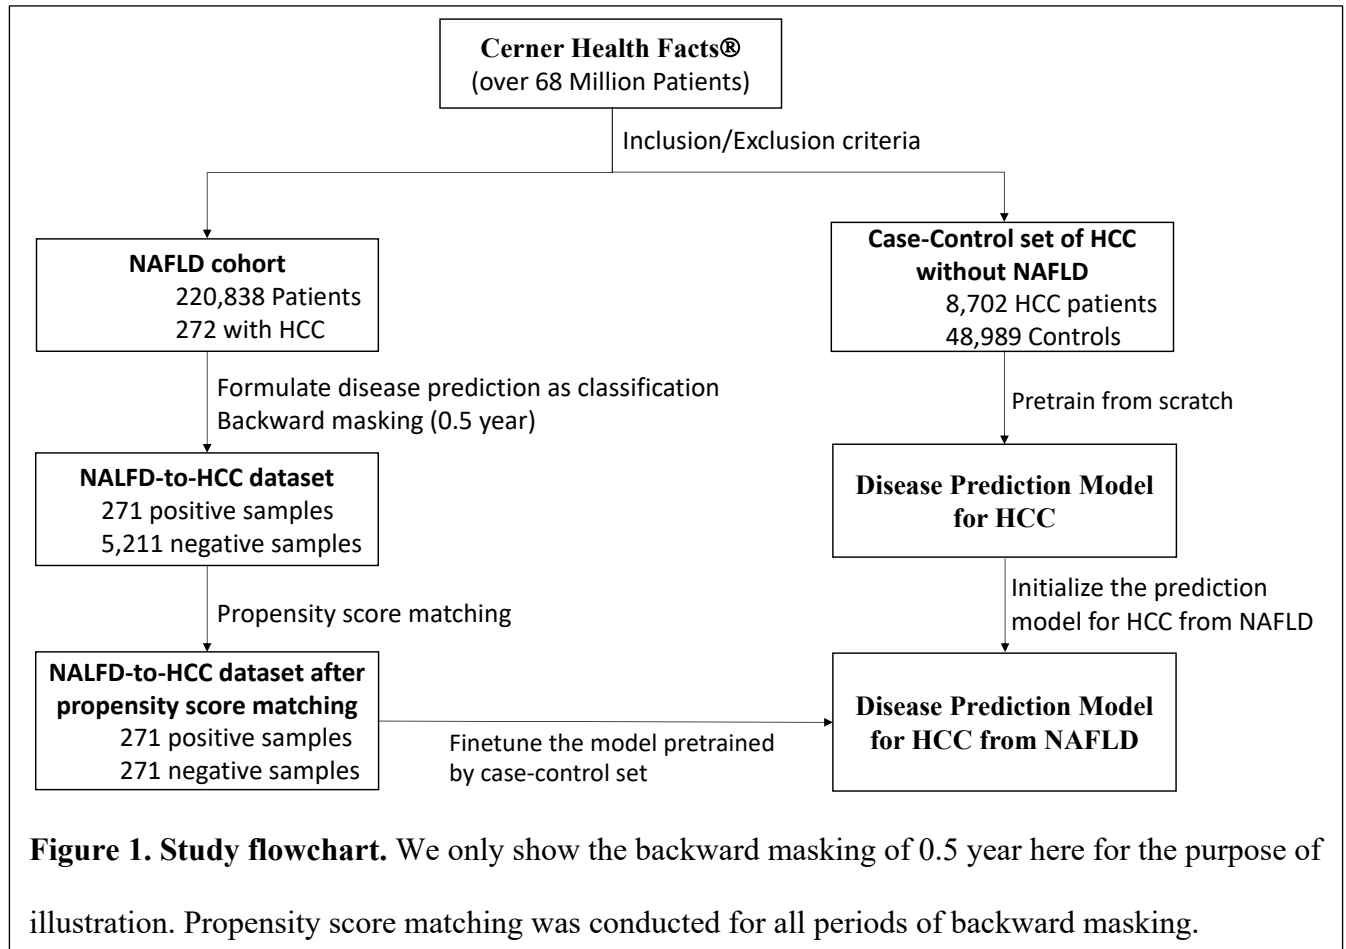 Cerner Health Facts®
(over 68 Million Patients)
Inclusion/Exclusion criteria
NAFLD cohort
220,838 Patients
272 with HCC
Case-Control set of HCC
without NAFLD
8,702 HCC patients
48,989 Controls
Formulate disease prediction as classification
Backward masking (0.5 year)
Pretrain from scratch
NALFD-to-HCC dataset
271 positive samples
5,211 negative samples
Disease Prediction Model
for HCC
Propensity score matching
Initialize the prediction
model for HCC from NAFLD
NALFD-to-HCC dataset after
propensity score matching
271 positive samples
271 negative samples
Finetune the model pretrained
by case-control set
Disease Prediction Model
for HCC from NAFLD
Figure 1. Study flowchart. We only show the backward masking of 0.5 year here for the purpose of
illustration. Propensity score matching was conducted for all periods of backward masking.